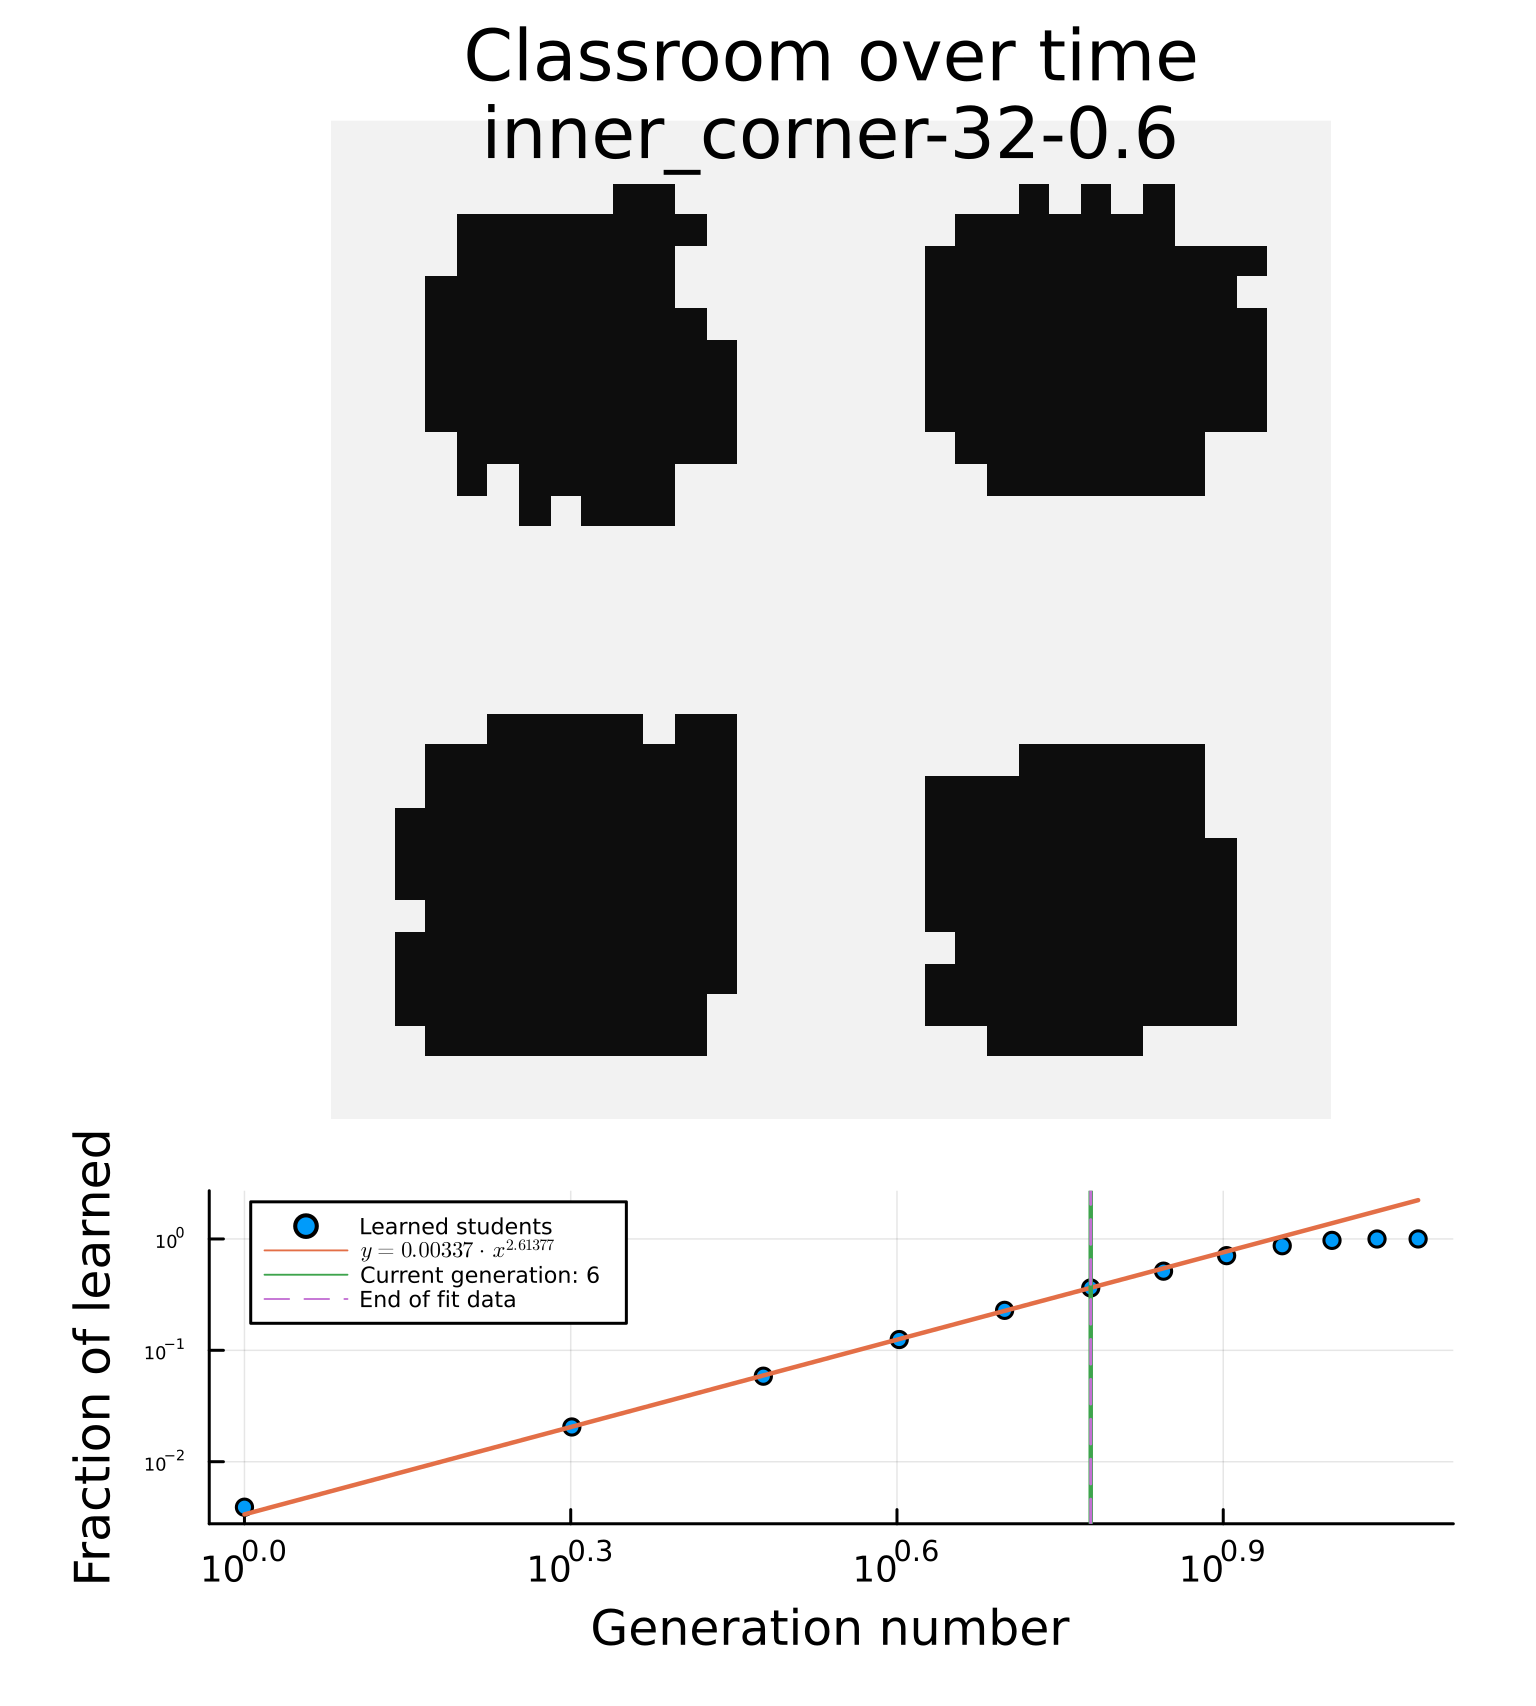 Classroom over time
inner_corner-32-0.6
Fraction of learned
10^0
10^−1
10^−2
Learned students
y = 0.00337 · x^2.61377
Current generation: 6
End of fit data
10^0.0
10^0.3
10^0.6
10^0.9
Generation number